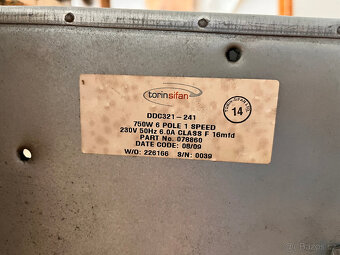 torinsifan
DDC321-241
750W 6 POLE 1 SPEED
230V 50Hz 6.0A CLASS F 16mfd
PART No. 078860
DATE CODE: 08/09
W/O: 226166 S/N: 0039
14